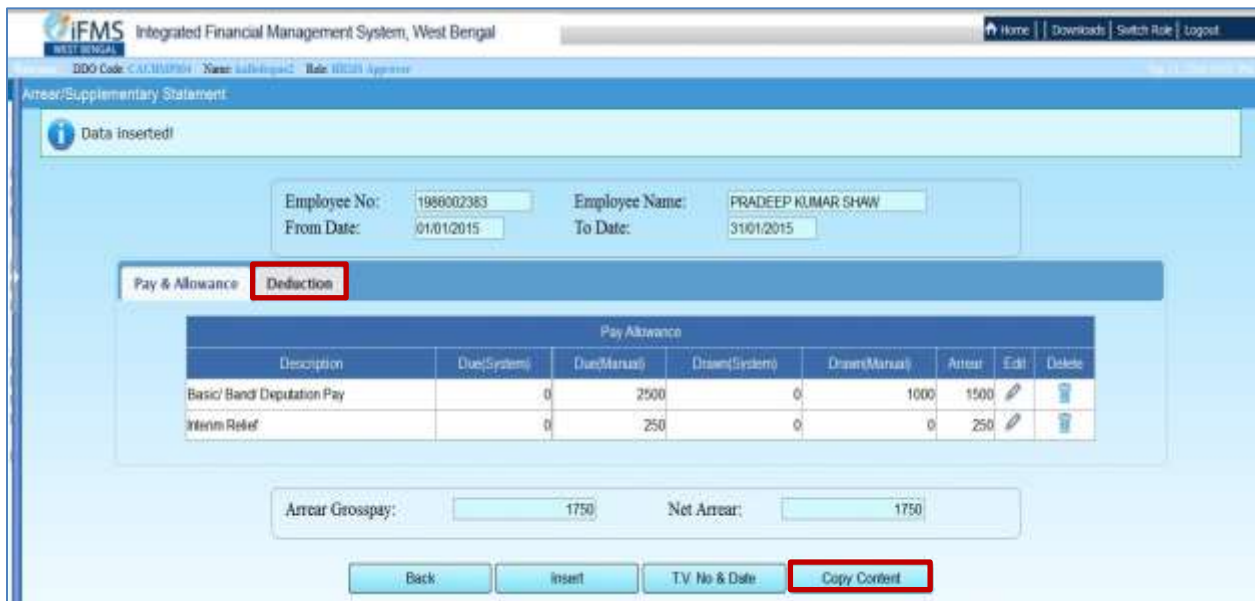 iFMS Integrated Financial Management System, West Bengal
Home | | Downloads | Switch Role | Logout
WEST BENGAL
DDO Code: Name: Role: HRMS Approver
Arrear/Supplementary Statement
Data inserted!
Employee No: 1986002383 Employee Name: PRADEEP KUMAR SHAW
From Date: 01/01/2015 To Date: 31/01/2015
Pay & Allowance Deduction
Pay Allowance
Description Due(System) Due(Manual) Drawn(System) Drawn(Manual) Arrear Edit Delete
Basic/ Band/ Deputation Pay 0 2500 0 1000 1500
Interim Relief 0 250 0 0 250
Arrear Grosspay: 1750 Net Arrear: 1750
Back Insert T.V. No & Date Copy Content